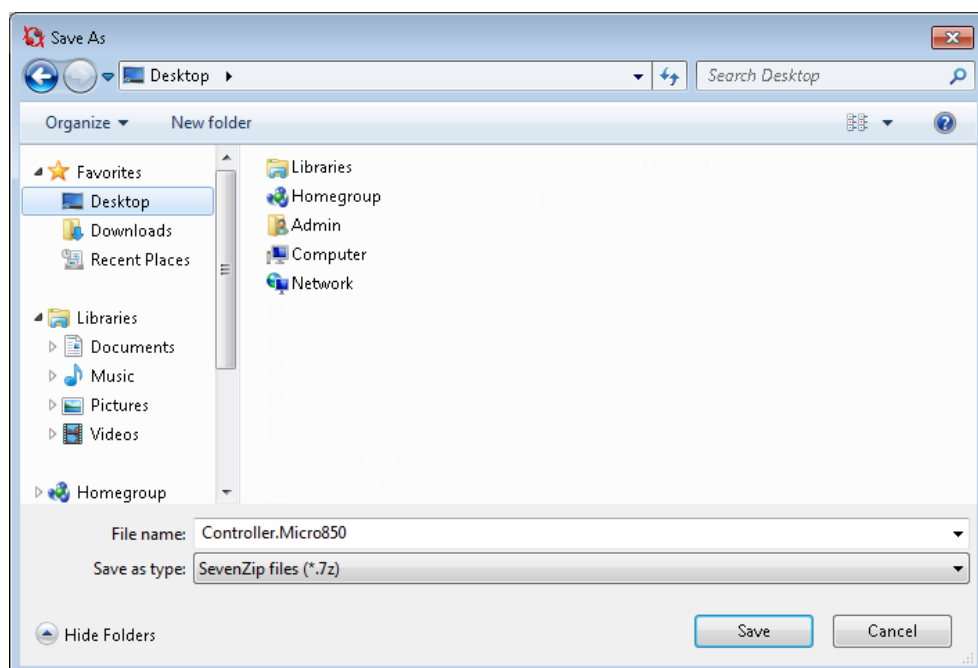 Save As
Desktop
Search Desktop
Organize
New folder
Favorites
Desktop
Downloads
Recent Places
Libraries
Documents
Music
Pictures
Videos
Homegroup
Libraries
Homegroup
Admin
Computer
Network
File name: Controller.Micro850
Save as type: SevenZip files (*.7z)
Hide Folders
Save
Cancel